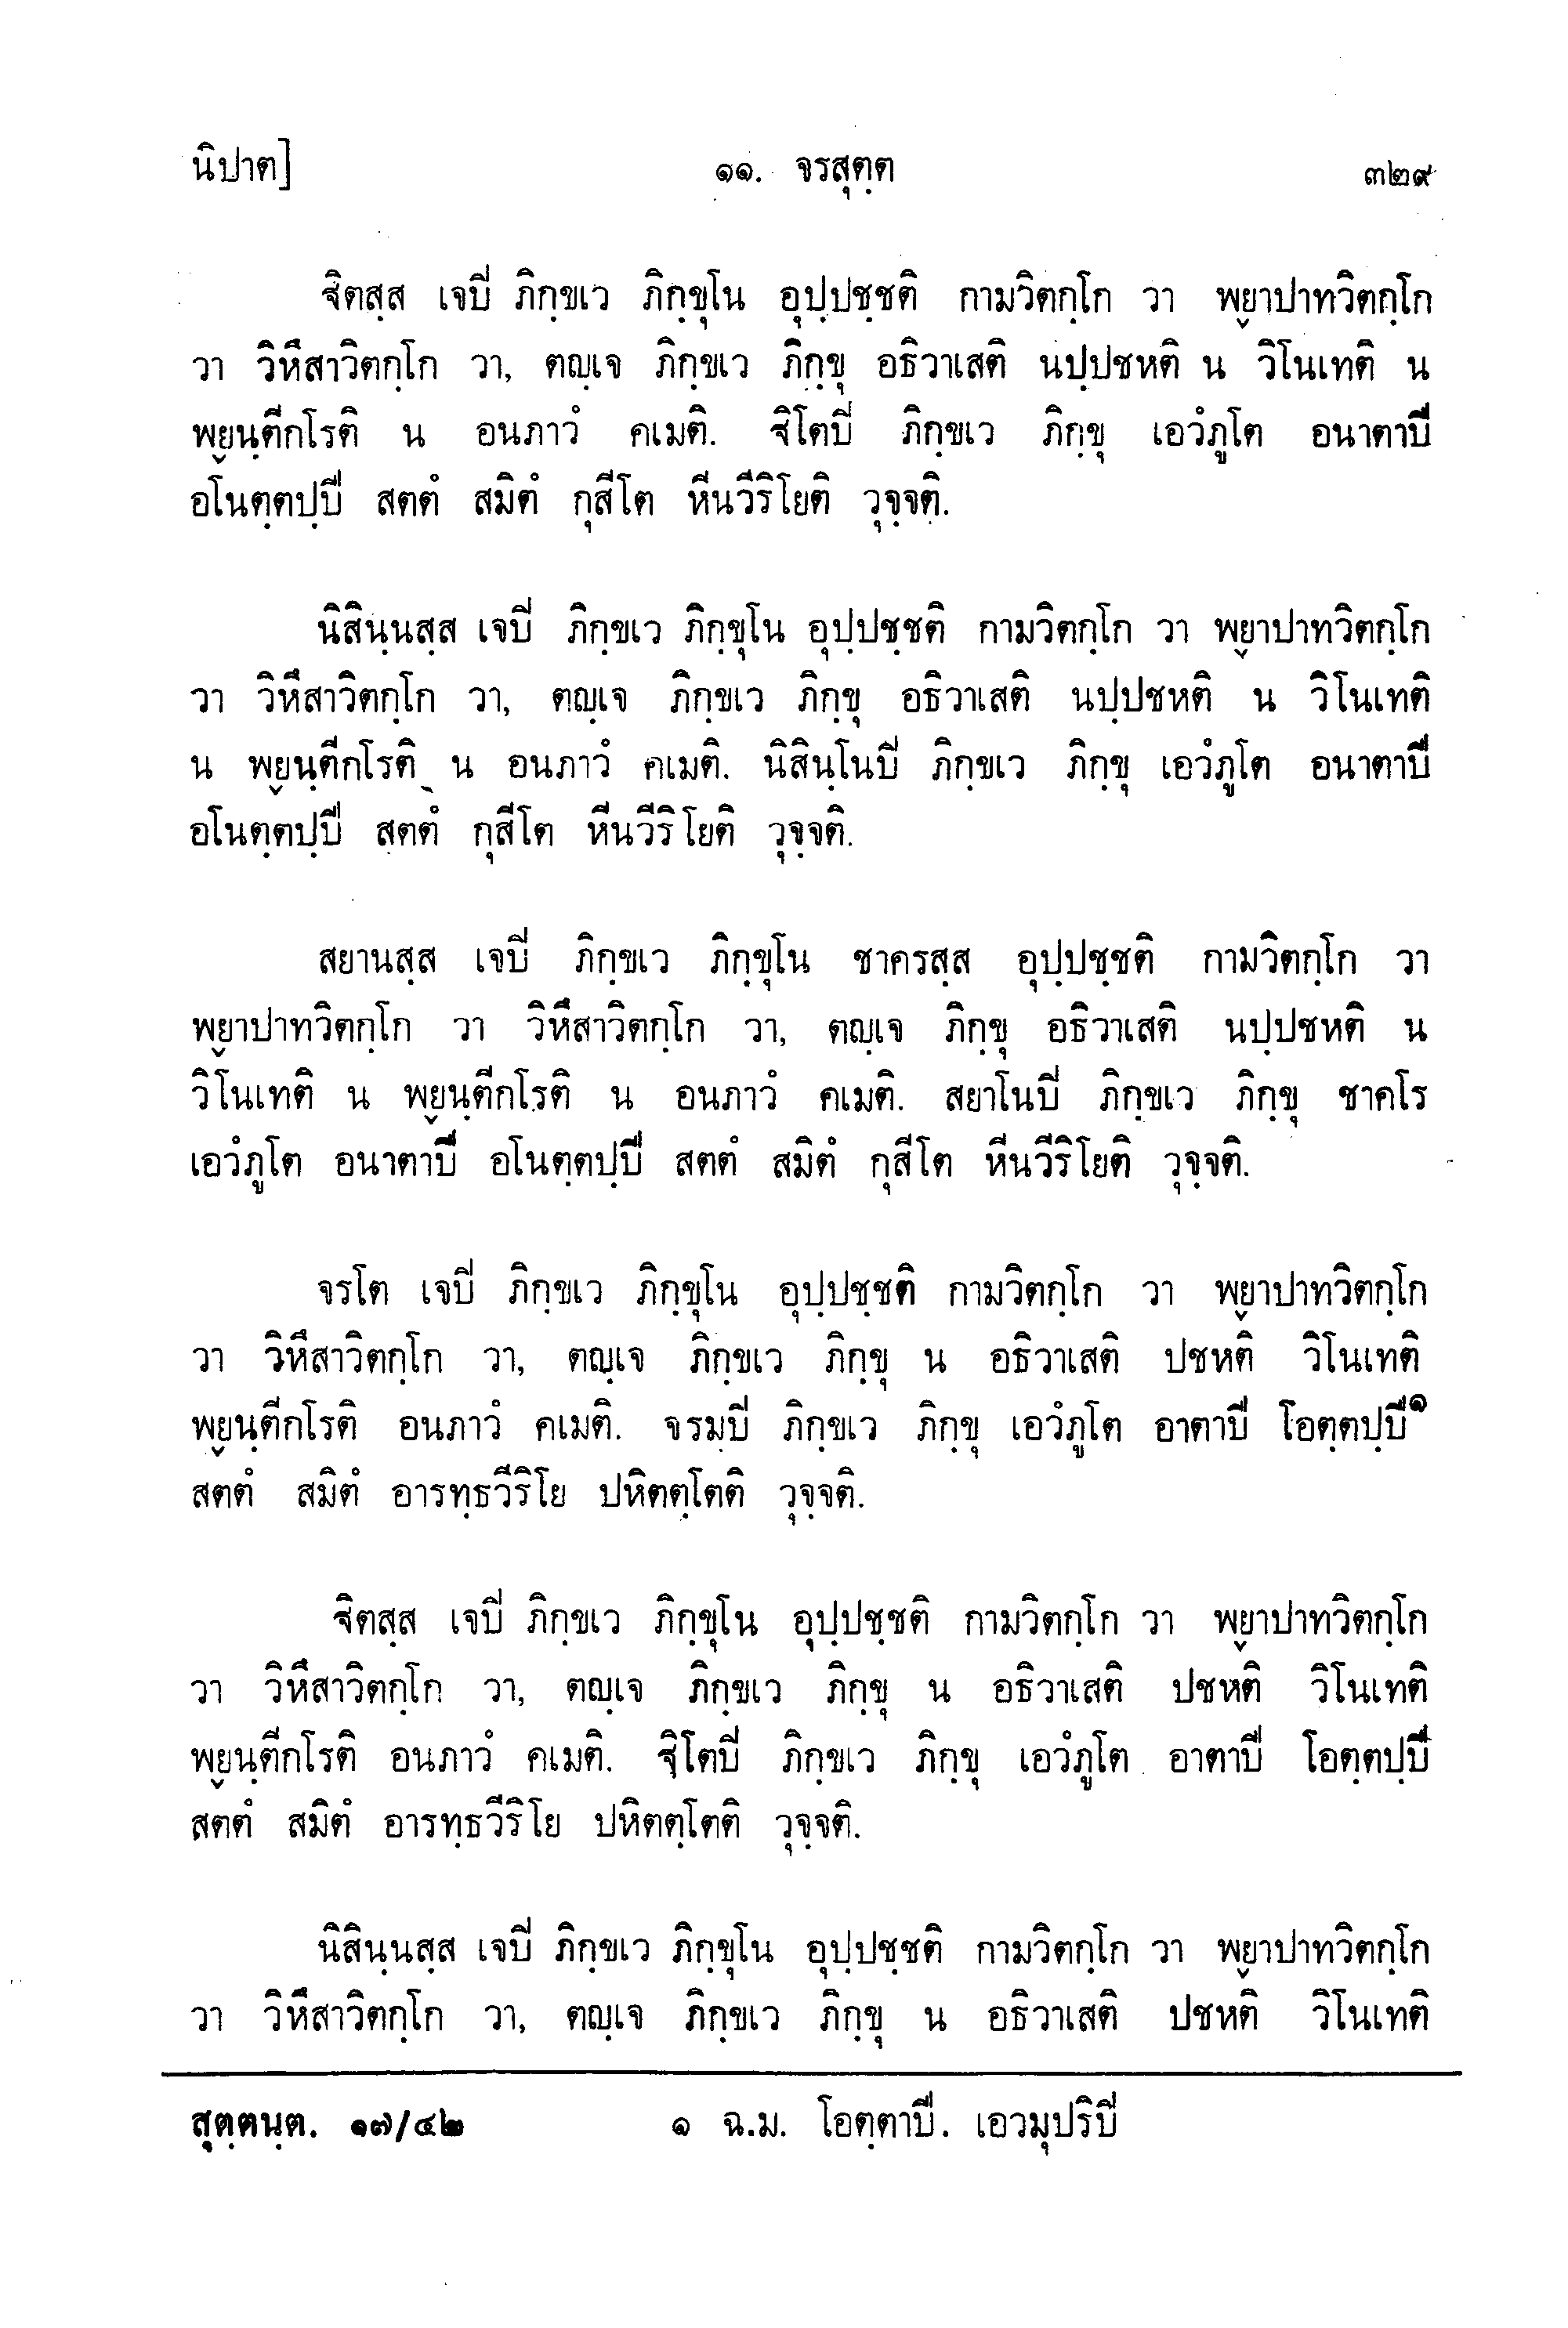 นิปาต] ๑๑. จรสุตฺต ๓๒๙
ฐิตสฺส เจปิ ภิกฺขเว ภิกฺขุโน อุปฺปชฺชติ กามวิตกฺโก วา พฺยาปาทวิตกฺโก
วา วิหึสาวิตกฺโก วา, ตญฺเจ ภิกฺขเว ภิกฺขุ อธิวาเสติ นปฺปชหติ น วิโนเทติ น
พฺยนฺตีกโรติ น อนภาวํ คเมติ. ฐิโตปิ ภิกฺขเว ภิกฺขุ เอวํภูโต อนาตาปี
อโนตฺตปฺปี สตตํ สมิตํ กุสีโต หีนวีริโยติ วุจฺจติ.
นิสินฺนสฺส เจปิ ภิกฺขเว ภิกฺขุโน อุปฺปชฺชติ กามวิตกฺโก วา พฺยาปาทวิตกฺโก
วา วิหึสาวิตกฺโก วา, ตญฺเจ ภิกฺขเว ภิกฺขุ อธิวาเสติ นปฺปชหติ น วิโนเทติ
น พฺยนฺตีกโรติ น อนภาวํ คเมติ. นิสินฺโนปิ ภิกฺขเว ภิกฺขุ เอวํภูโต อนาตาปี
อโนตฺตปฺปี สตตํ กุสีโต หีนวีริโยติ วุจฺจติ.
สยานสฺส เจปิ ภิกฺขเว ภิกฺขุโน ชาครสฺส อุปฺปชฺชติ กามวิตกฺโก วา
พฺยาปาทวิตกฺโก วา วิหึสาวิตกฺโก วา, ตญฺเจ ภิกฺขุ อธิวาเสติ นปฺปชหติ น
วิโนเทติ น พฺยนฺตีกโรติ น อนภาวํ คเมติ. สยาโนปิ ภิกฺขเว ภิกฺขุ ชาคโร
เอวํภูโต อนาตาปี อโนตฺตปฺปี สตตํ สมิตํ กุสีโต หีนวีริโยติ วุจฺจติ.
จรโต เจปิ ภิกฺขเว ภิกฺขุโน อุปฺปชฺชติ กามวิตกฺโก วา พฺยาปาทวิตกฺโก
วา วิหึสาวิตกฺโก วา, ตญฺเจ ภิกฺขเว ภิกฺขุ น อธิวาเสติ ปชหติ วิโนเทติ
พฺยนฺตีกโรติ อนภาวํ คเมติ. จรมฺปิ ภิกฺขเว ภิกฺขุ เอวํภูโต อาตาปี โอตฺตปฺปี๑
สตตํ สมิตํ อารทฺธวีริโย ปหิตตฺโตติ วุจฺจติ.
ฐิตสฺส เจปิ ภิกฺขเว ภิกฺขุโน อุปฺปชฺชติ กามวิตกฺโก วา พฺยาปาทวิตกฺโก
วา วิหึสาวิตกฺโก วา, ตญฺเจ ภิกฺขเว ภิกฺขุ น อธิวาเสติ ปชหติ วิโนเทติ
พฺยนฺตีกโรติ อนภาวํ คเมติ. ฐิโตปิ ภิกฺขเว ภิกฺขุ เอวํภูโต อาตาปี โอตฺตปฺปี
สตตํ สมิตํ อารทฺธวีริโย ปหิตตฺโตติ วุจฺจติ.
นิสินฺนสฺส เจปิ ภิกฺขเว ภิกฺขุโน อุปฺปชฺชติ กามวิตกฺโก วา พฺยาปาทวิตกฺโก
วา วิหึสาวิตกฺโก วา, ตญฺเจ ภิกฺขเว ภิกฺขุ น อธิวาเสติ ปชหติ วิโนเทติ
สุตฺตนฺต. ๑๗/๔๒ ๑ ฉ.ม. โอตฺตาปี. เอวมุปริปิ